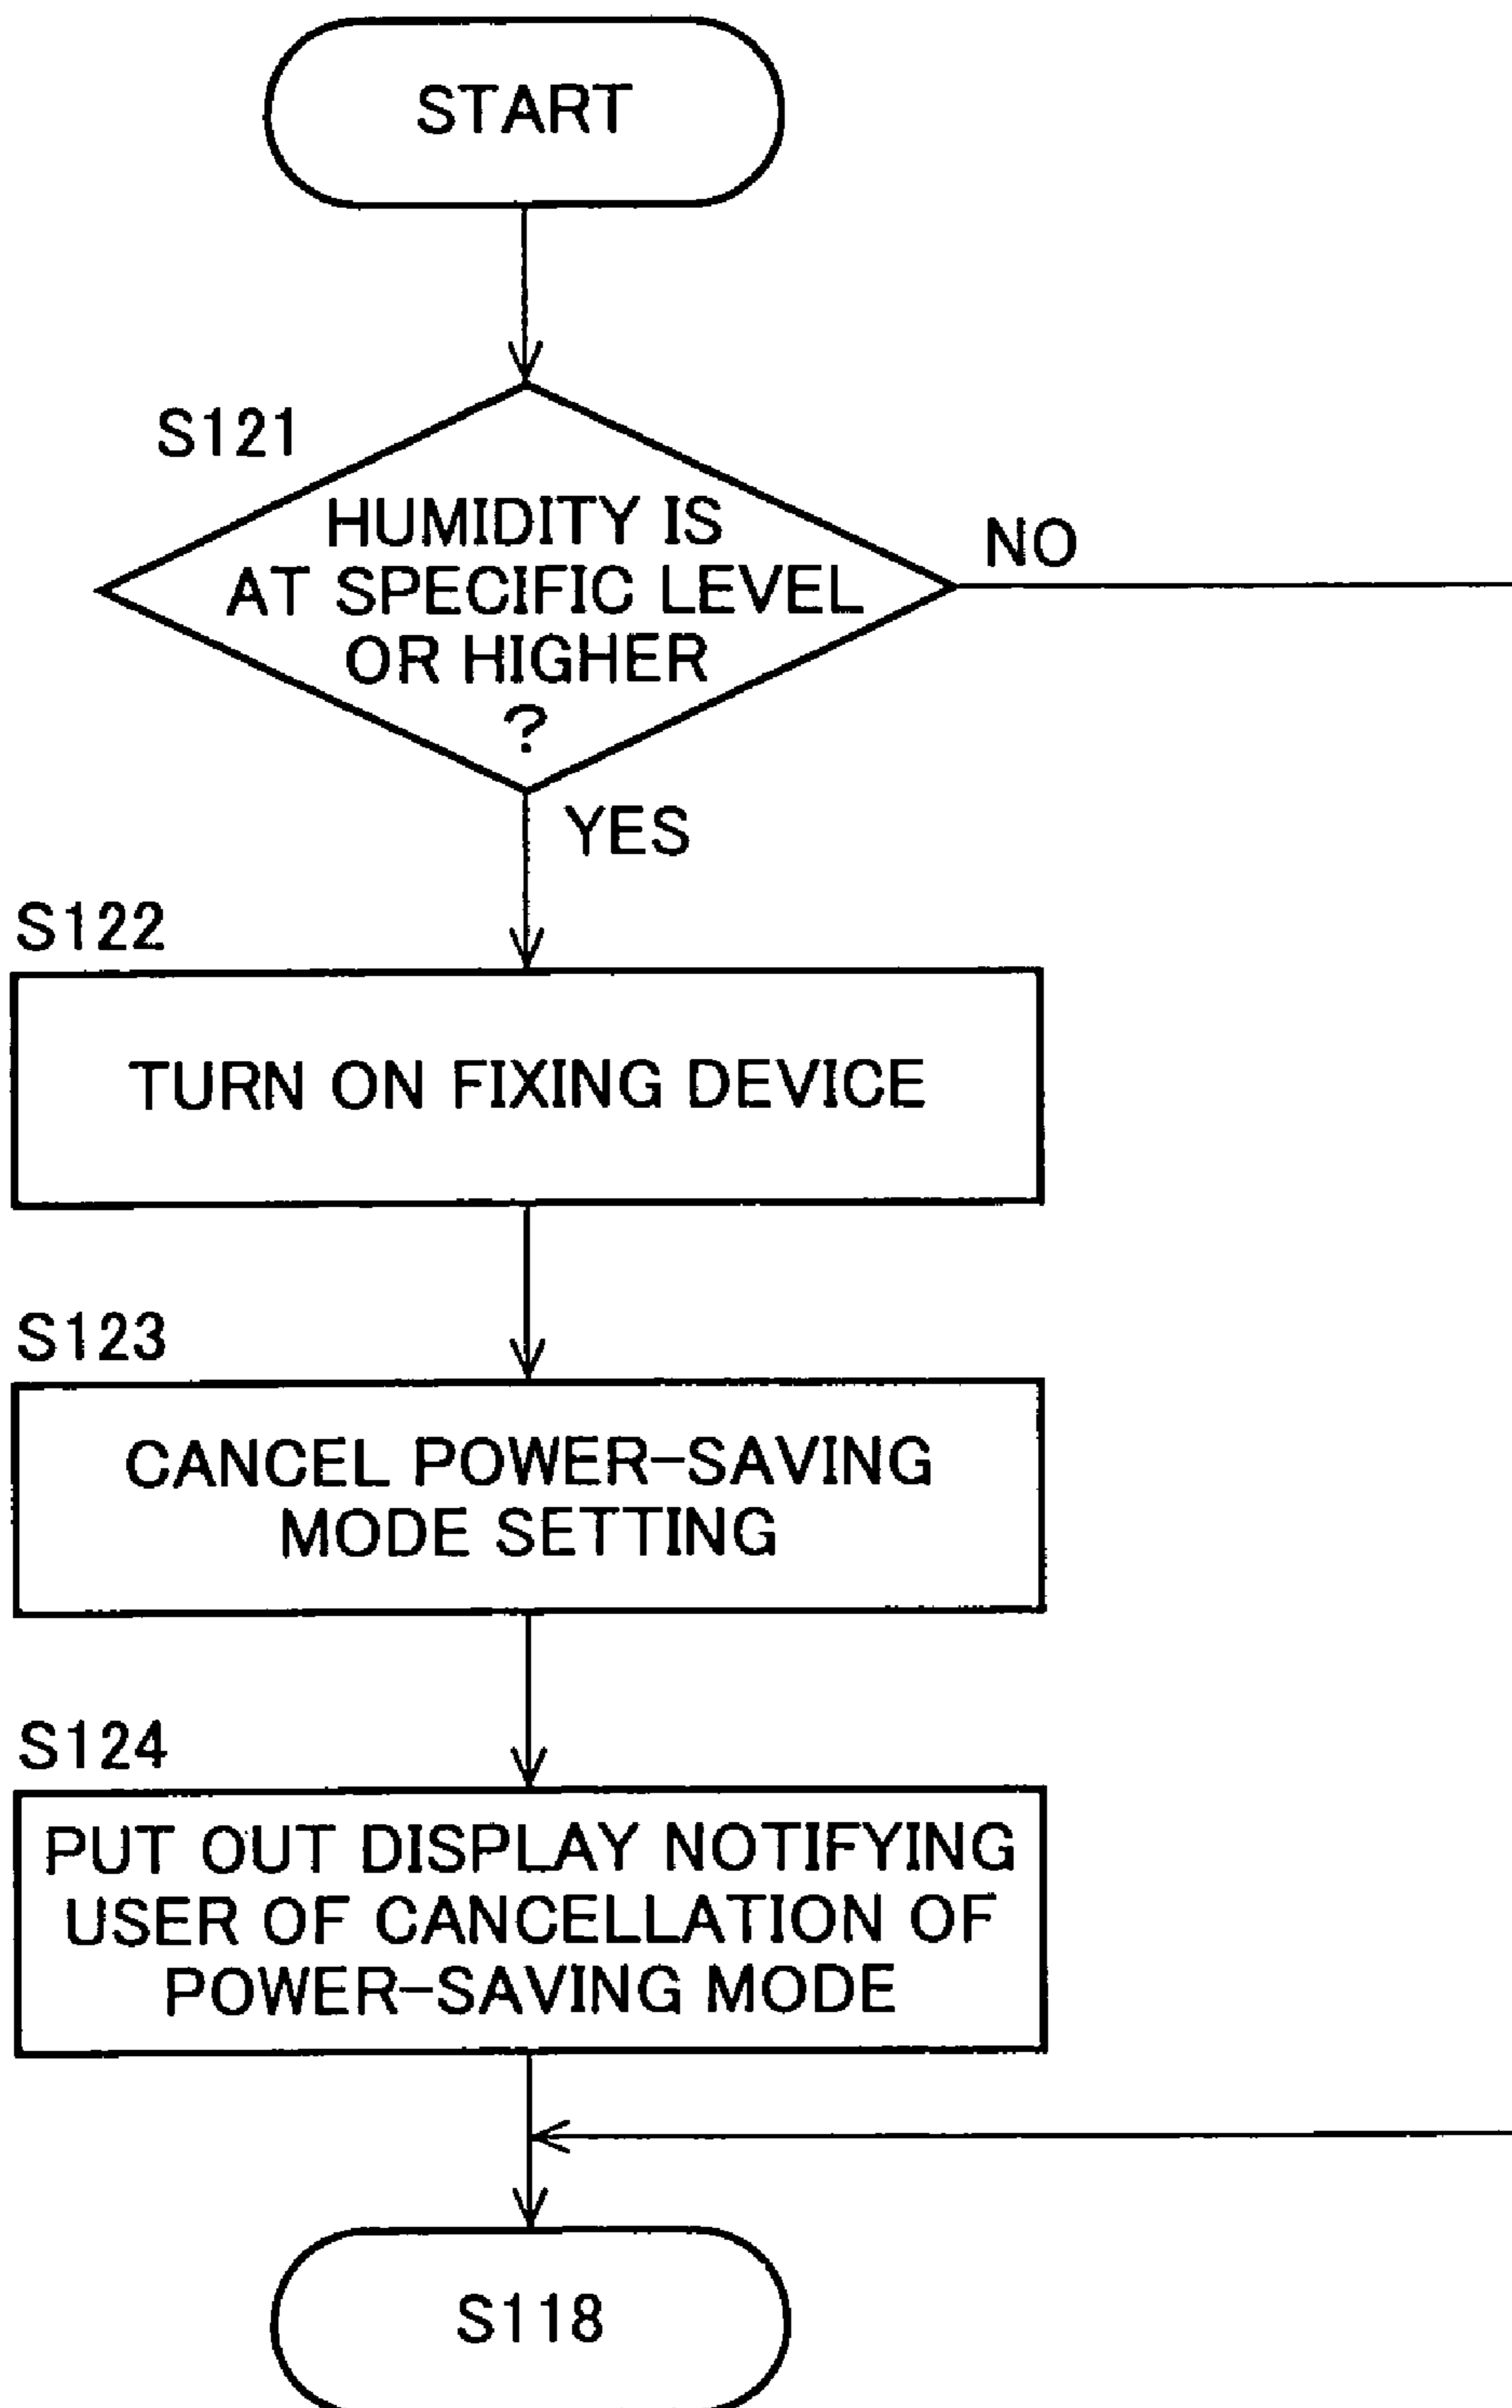 START
S121
HUMIDITY IS
AT SPECIFIC LEVEL
OR HIGHER
?
NO
YES
S122
TURN ON FIXING DEVICE
S123
CANCEL POWER-SAVING
MODE SETTING
S124
PUT OUT DISPLAY NOTIFYING
USER OF CANCELLATION OF
POWER-SAVING MODE
S118